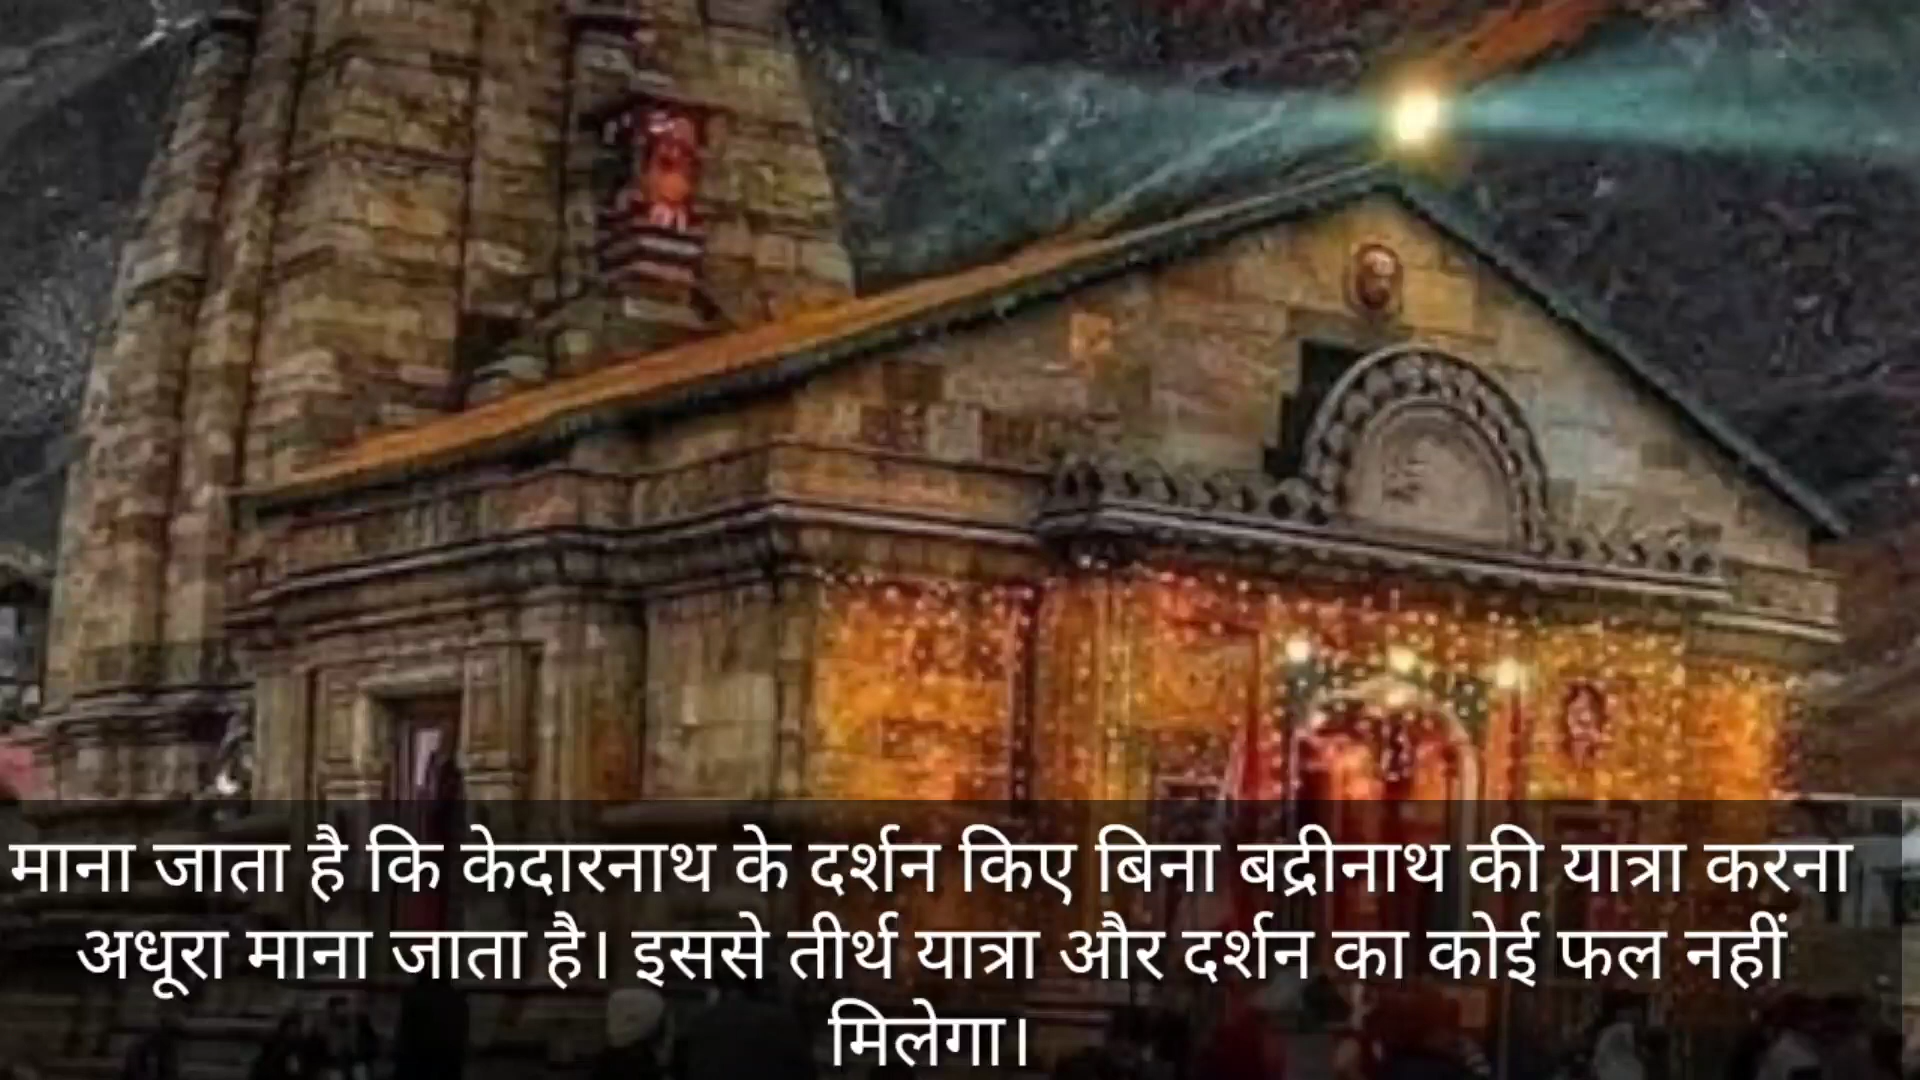 माना जाता है कि केदारनाथ के दर्शन किए बिना बद्रीनाथ की यात्रा करना
अधूरा माना जाता है। इससे तीर्थ यात्रा और दर्शन का कोई फल नहीं
मिलेगा।